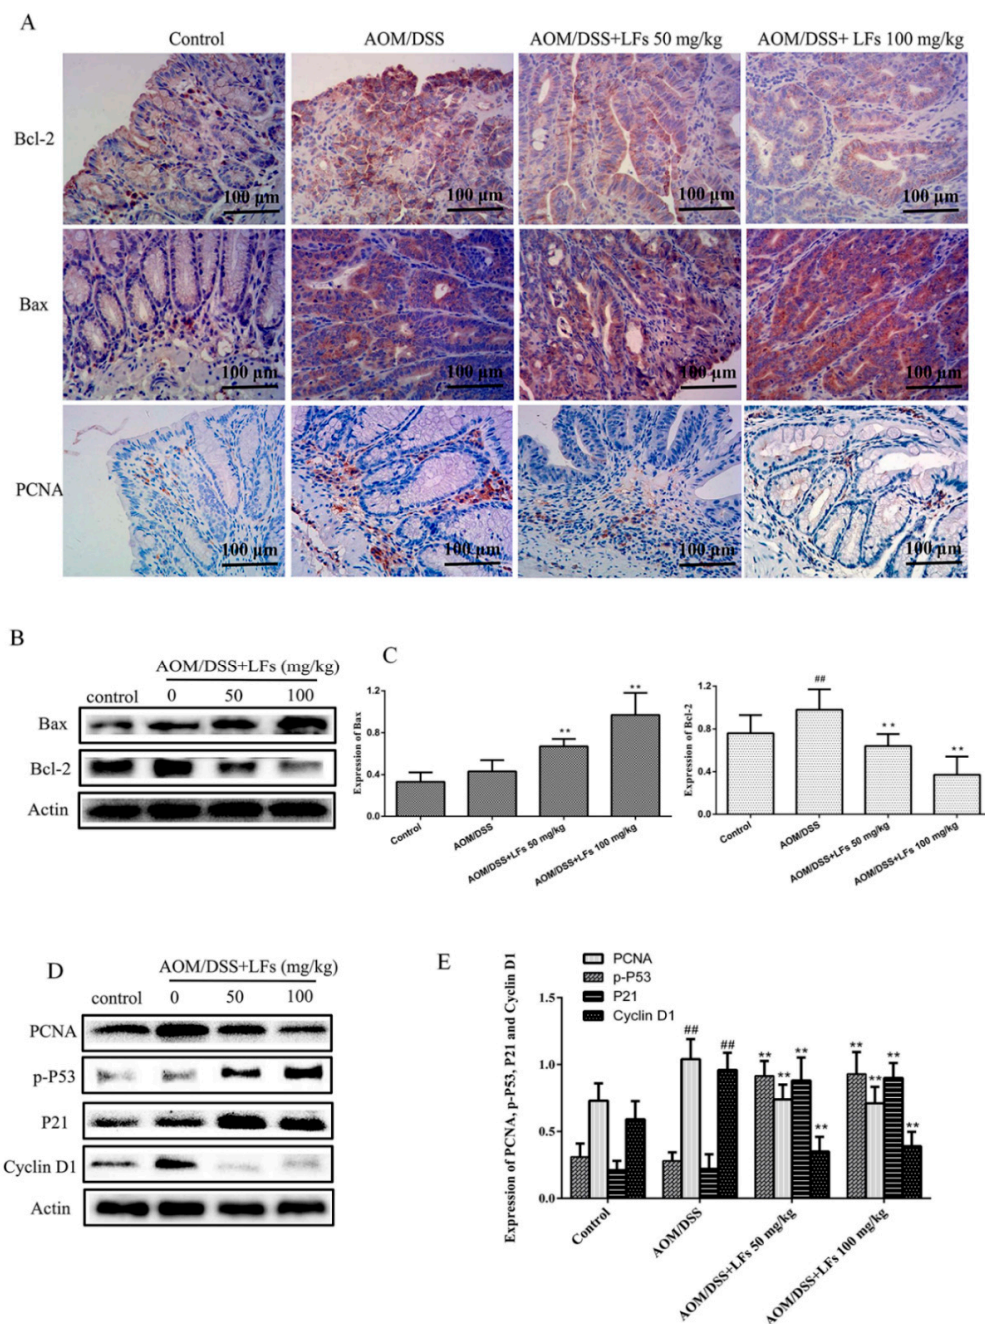 A
Control
AOM/DSS
AOM/DSS+LFs 50 mg/kg
AOM/DSS+ LFs 100 mg/kg
Bcl-2
100 µm
100 µm
100 µm
100 µm
Bax
100 µm
100 µm
100 µm
100 µm
PCNA
100 µm
100 µm
100 µm
100 µm
B
AOM/DSS+LFs (mg/kg)
control 0 50 100
Bax
Bcl-2
Actin
C
Expression of Bax
1.2
0.8
0.4
0.0
**
**
Control
AOM/DSS
AOM/DSS+LFs 50 mg/kg
AOM/DSS+LFs 100 mg/kg
Expression of Bcl-2
1.2
0.8
0.4
0.0
##
**
**
Control
AOM/DSS
AOM/DSS+LFs 50 mg/kg
AOM/DSS+LFs 100 mg/kg
D
AOM/DSS+LFs (mg/kg)
control 0 50 100
PCNA
p-P53
P21
Cyclin D1
Actin
E
PCNA
p-P53
P21
Cyclin D1
Expression of PCNA, p-P53, P21 and Cyclin D1
1.5
1.0
0.5
0.0
## ##
** ** ** **
** ** ** **
Control
AOM/DSS
AOM/DSS+LFs 50 mg/kg
AOM/DSS+LFs 100 mg/kg